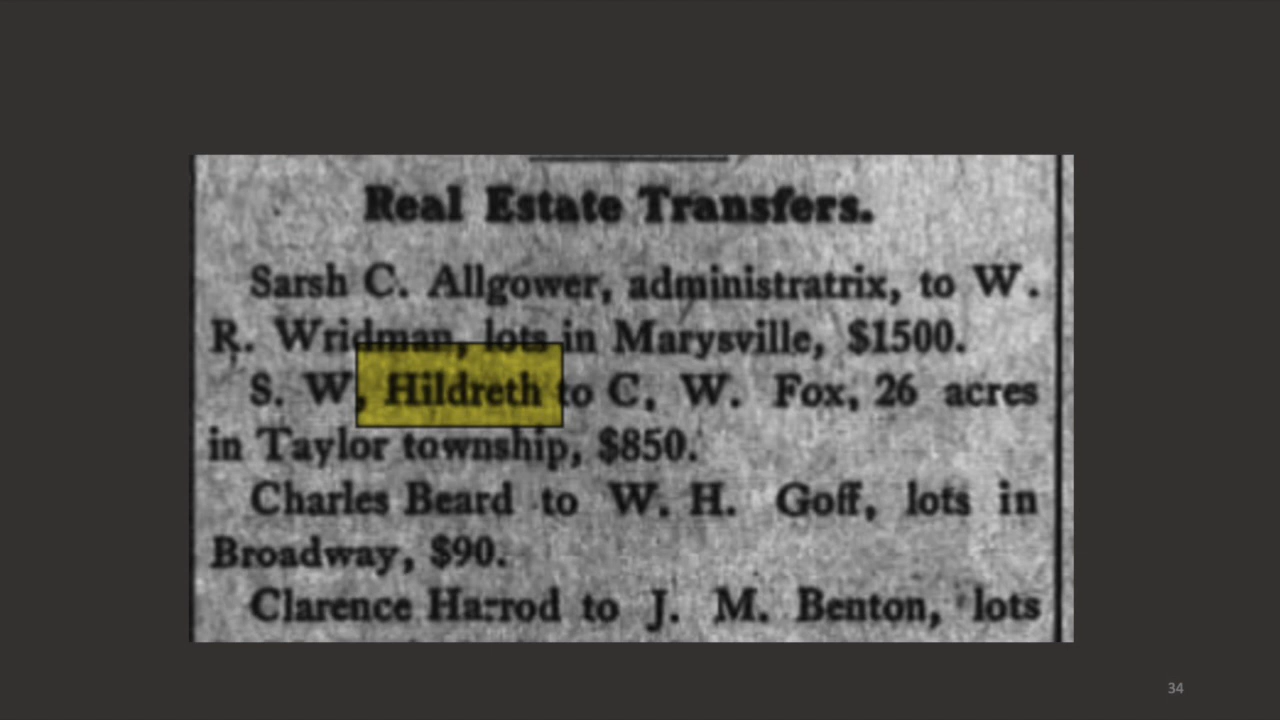 Real Estate Transfers.
Sarsh C. Allgower, administratrix, to W.
R. Wridman, lots in Marysville, $1500.
S. W, Hildreth to C. W. Fox, 26 acres
in Taylor township, $850.
Charles Beard to W. H. Goff, lots in
Broadway, $90.
Clarence Harrod to J. M. Benton, lots
34